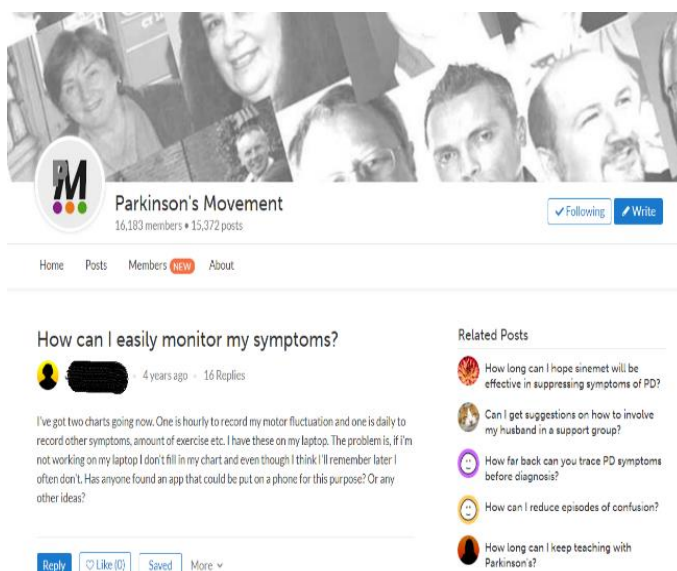 PM
Parkinson's Movement
16,183 members • 15,372 posts
✓ Following
Write
Home Posts Members NEW About
How can I easily monitor my symptoms?
4 years ago · 16 Replies
I've got two charts going now. One is hourly to record my motor fluctuation and one is daily to
record other symptoms, amount of exercise etc. I have these on my laptop. The problem is, if i'm
not working on my laptop I don't fill in my chart and even though I think I'll remember later I
often don't. Has anyone found an app that could be put on a phone for this purpose? Or any
other ideas?
Reply Like (0) Saved More
Related Posts
How long can I hope sinemet will be
effective in suppressing symptoms of PD?
Can I get suggestions on how to involve
my husband in a support group?
How far back can you trace PD symptoms
before diagnosis?
How can I reduce episodes of confusion?
How long can I keep teaching with
Parkinson's?